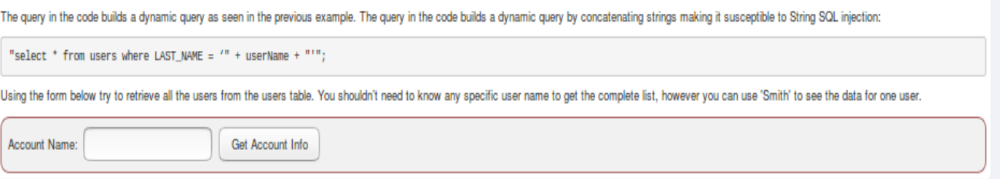 The query in the code builds a dynamic query as seen in the previous example. The query in the code builds a dynamic query by concatenating strings making it susceptible to String SQL injection:
"select * from users where LAST_NAME = ‘" + userName + "'";
Using the form below try to retrieve all the users from the users table. You shouldn't need to know any specific user name to get the complete list, however you can use 'Smith' to see the data for one user.
Account Name: Get Account Info